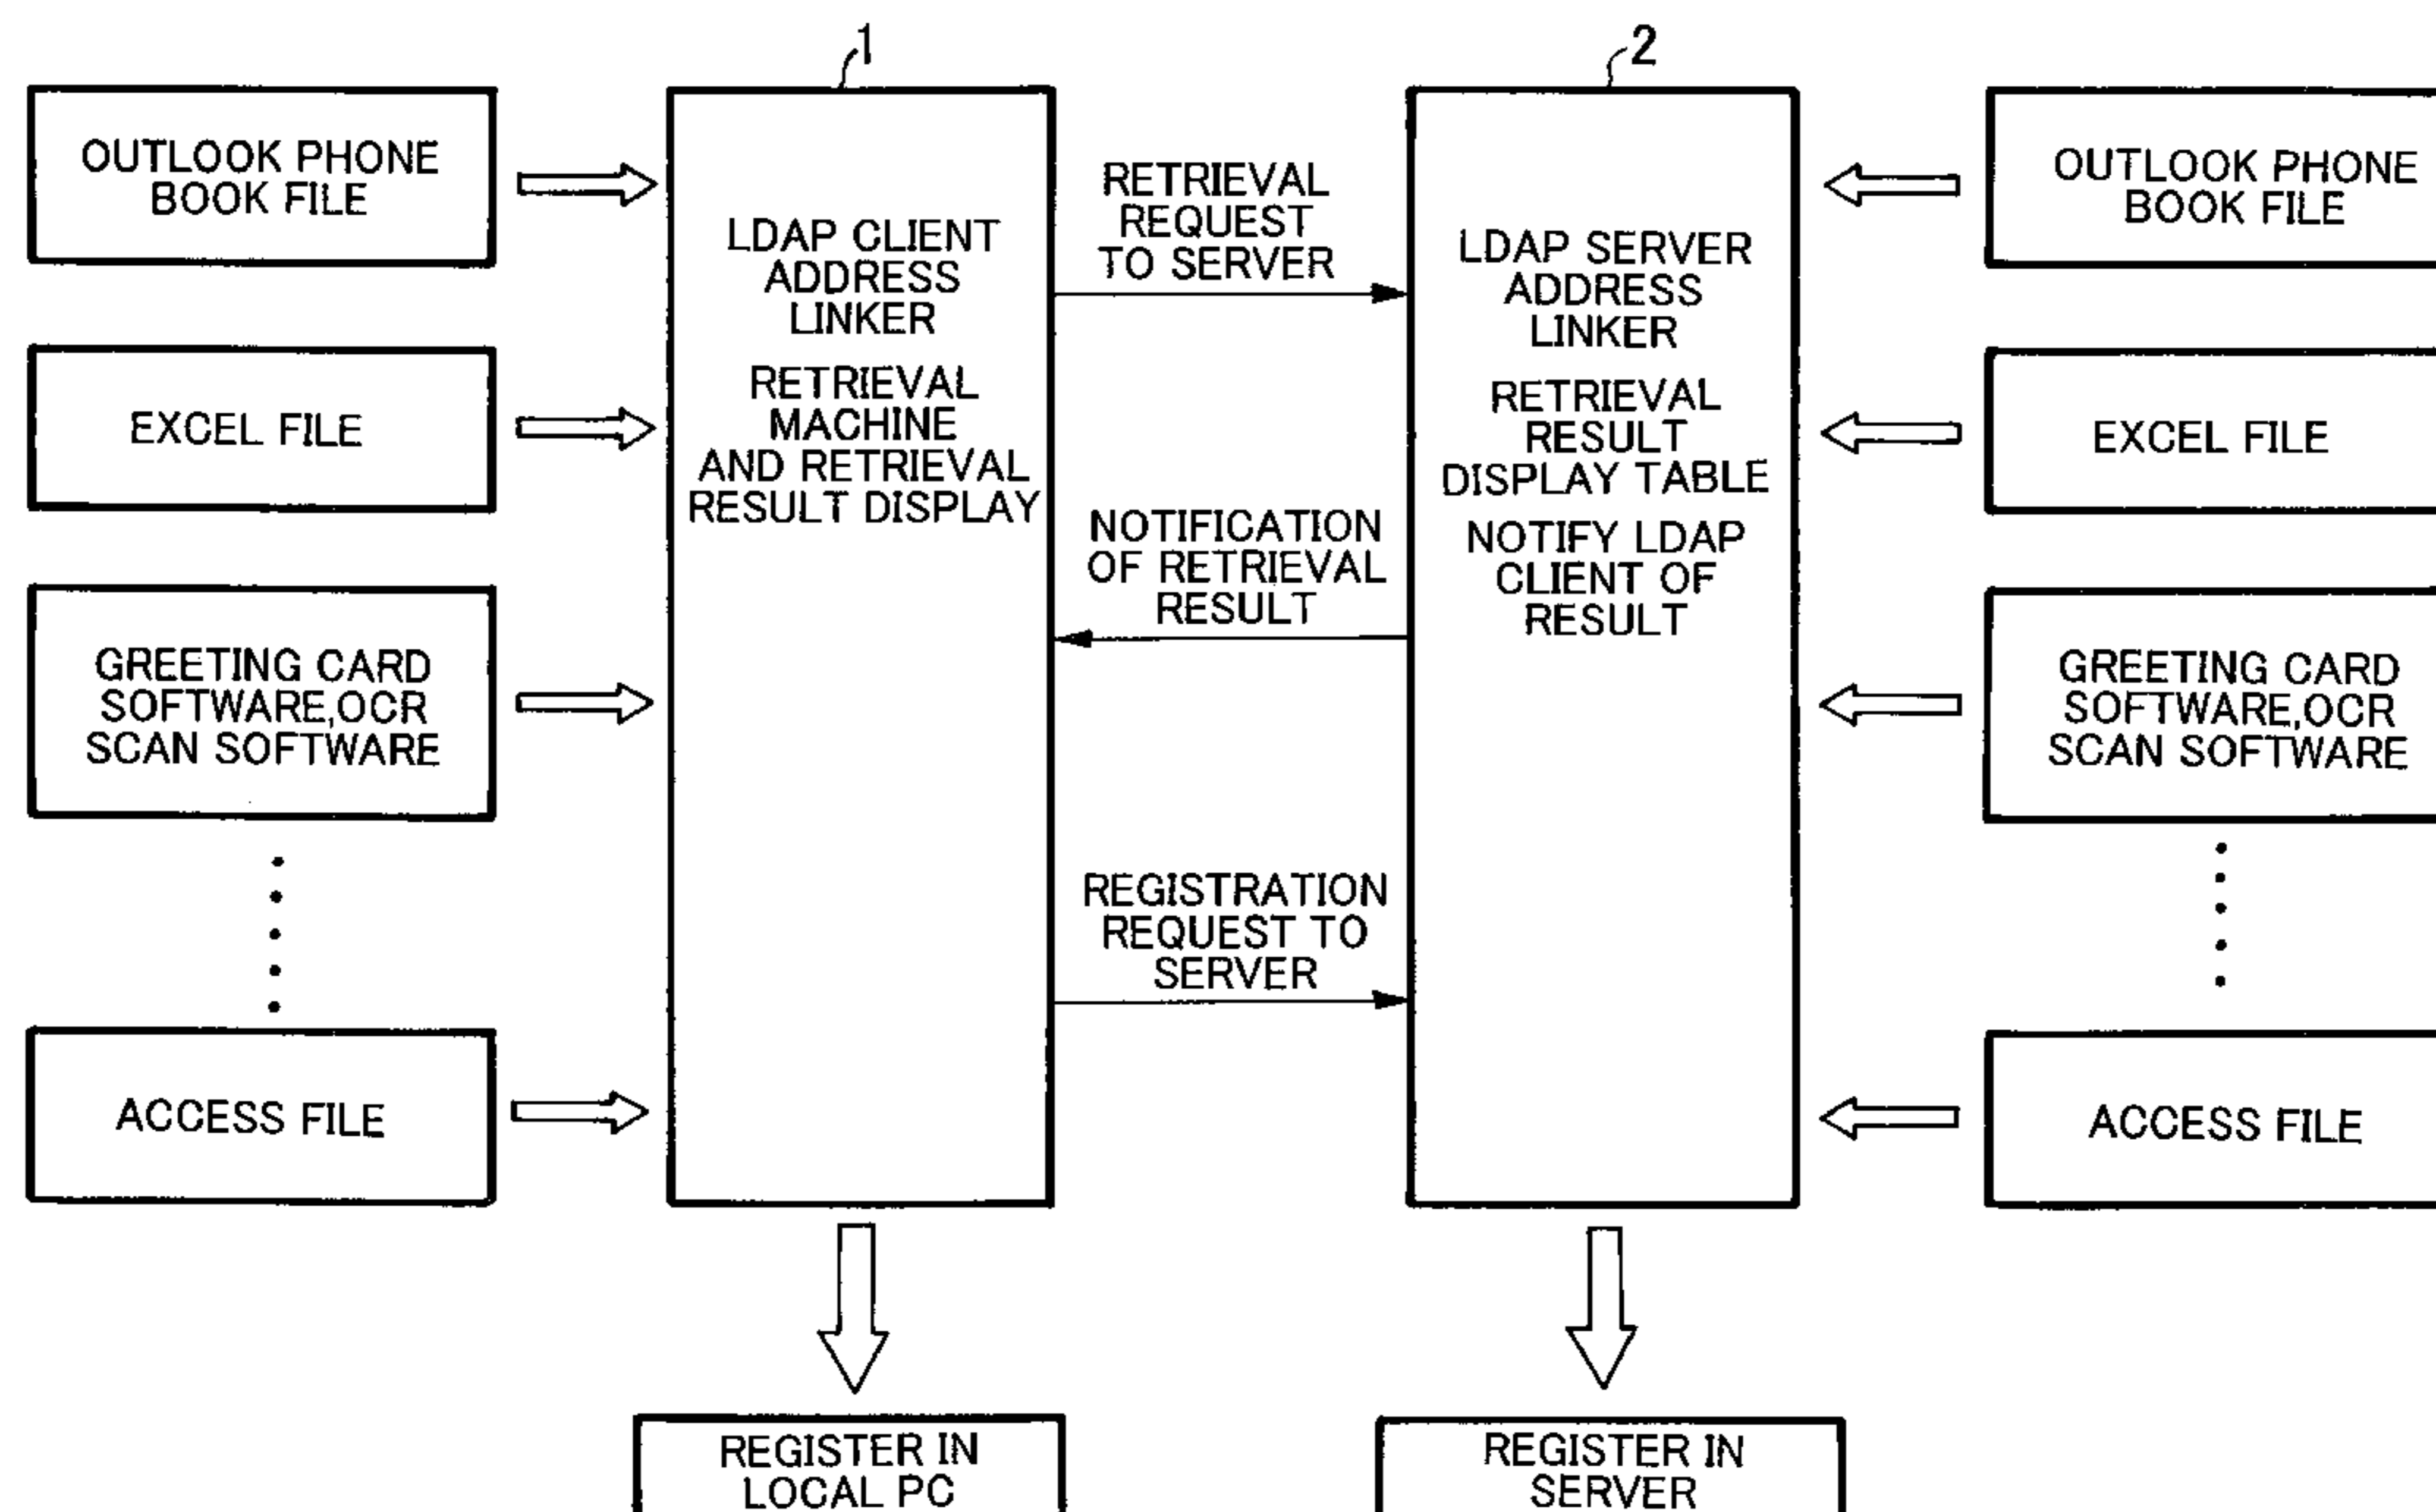 1
2
OUTLOOK PHONE
BOOK FILE
EXCEL FILE
GREETING CARD
SOFTWARE,OCR
SCAN SOFTWARE
ACCESS FILE
LDAP CLIENT
ADDRESS
LINKER
RETRIEVAL
MACHINE
AND RETRIEVAL
RESULT DISPLAY
RETRIEVAL
REQUEST
TO SERVER
NOTIFICATION
OF RETRIEVAL
RESULT
REGISTRATION
REQUEST TO
SERVER
LDAP SERVER
ADDRESS
LINKER
RETRIEVAL
RESULT
DISPLAY TABLE
NOTIFY LDAP
CLIENT OF
RESULT
OUTLOOK PHONE
BOOK FILE
EXCEL FILE
GREETING CARD
SOFTWARE,OCR
SCAN SOFTWARE
ACCESS FILE
REGISTER IN
LOCAL PC
REGISTER IN
SERVER